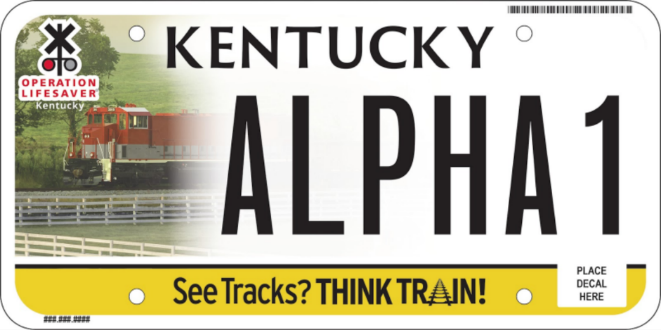 KENTUCKY
OPERATION
LIFESAVER
Kentucky
ALPHA1
See Tracks? THINK TRAIN!
PLACE
DECAL
HERE
###.###.####